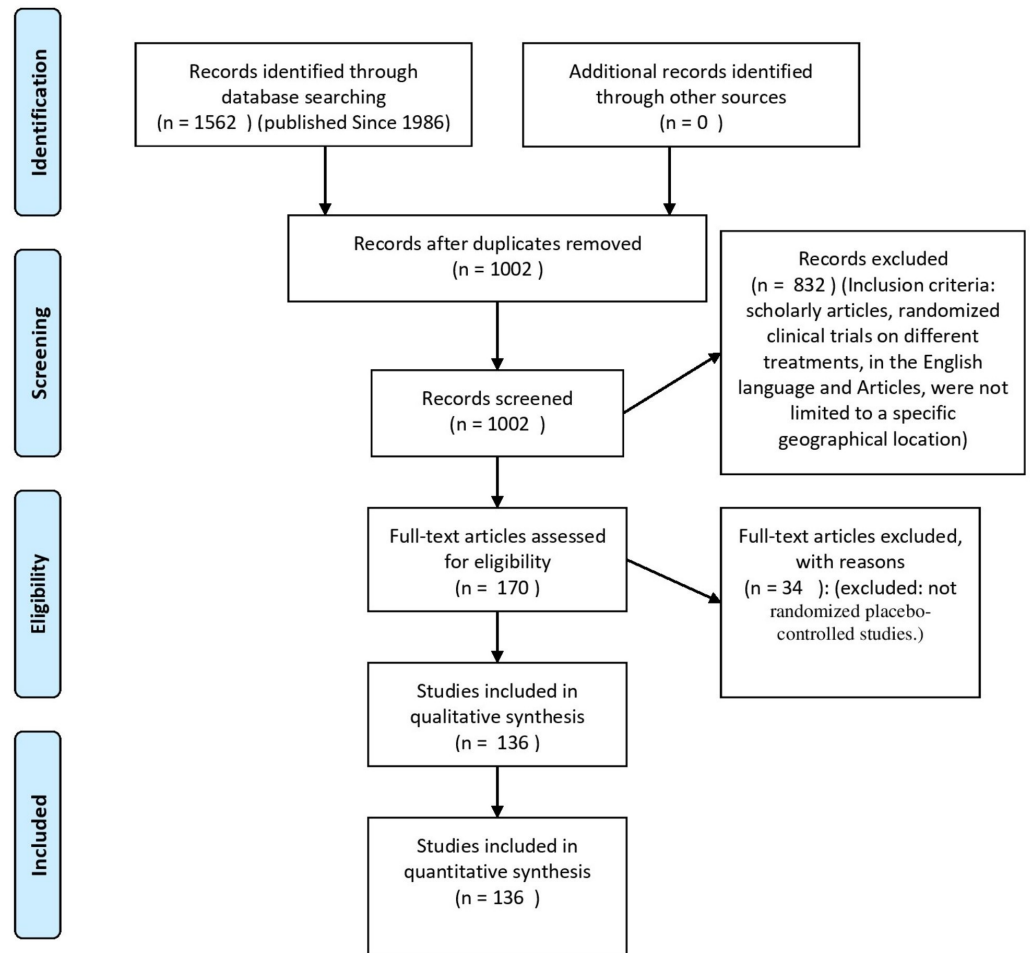 Identification
Records identified through
database searching
(n = 1562 ) (published Since 1986)
Additional records identified
through other sources
(n = 0 )
Records after duplicates removed
(n = 1002 )
Screening
Records screened
(n = 1002 )
Records excluded
(n = 832 ) (Inclusion criteria:
scholarly articles, randomized
clinical trials on different
treatments, in the English
language and Articles, were not
limited to a specific
geographical location)
Eligibility
Full-text articles assessed
for eligibility
(n = 170 )
Full-text articles excluded,
with reasons
(n = 34 ): (excluded: not
randomized placebo-
controlled studies.)
Studies included in
qualitative synthesis
(n = 136 )
Included
Studies included in
quantitative synthesis
(n = 136 )